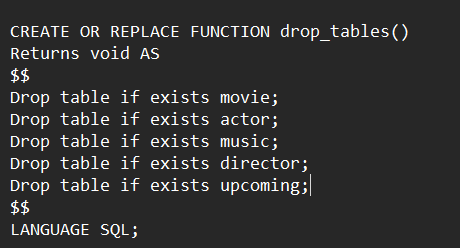 CREATE OR REPLACE FUNCTION drop_tables()
Returns void AS
$$
Drop table if exists movie;
Drop table if exists actor;
Drop table if exists music;
Drop table if exists director;
Drop table if exists upcoming;
$$
LANGUAGE SQL;